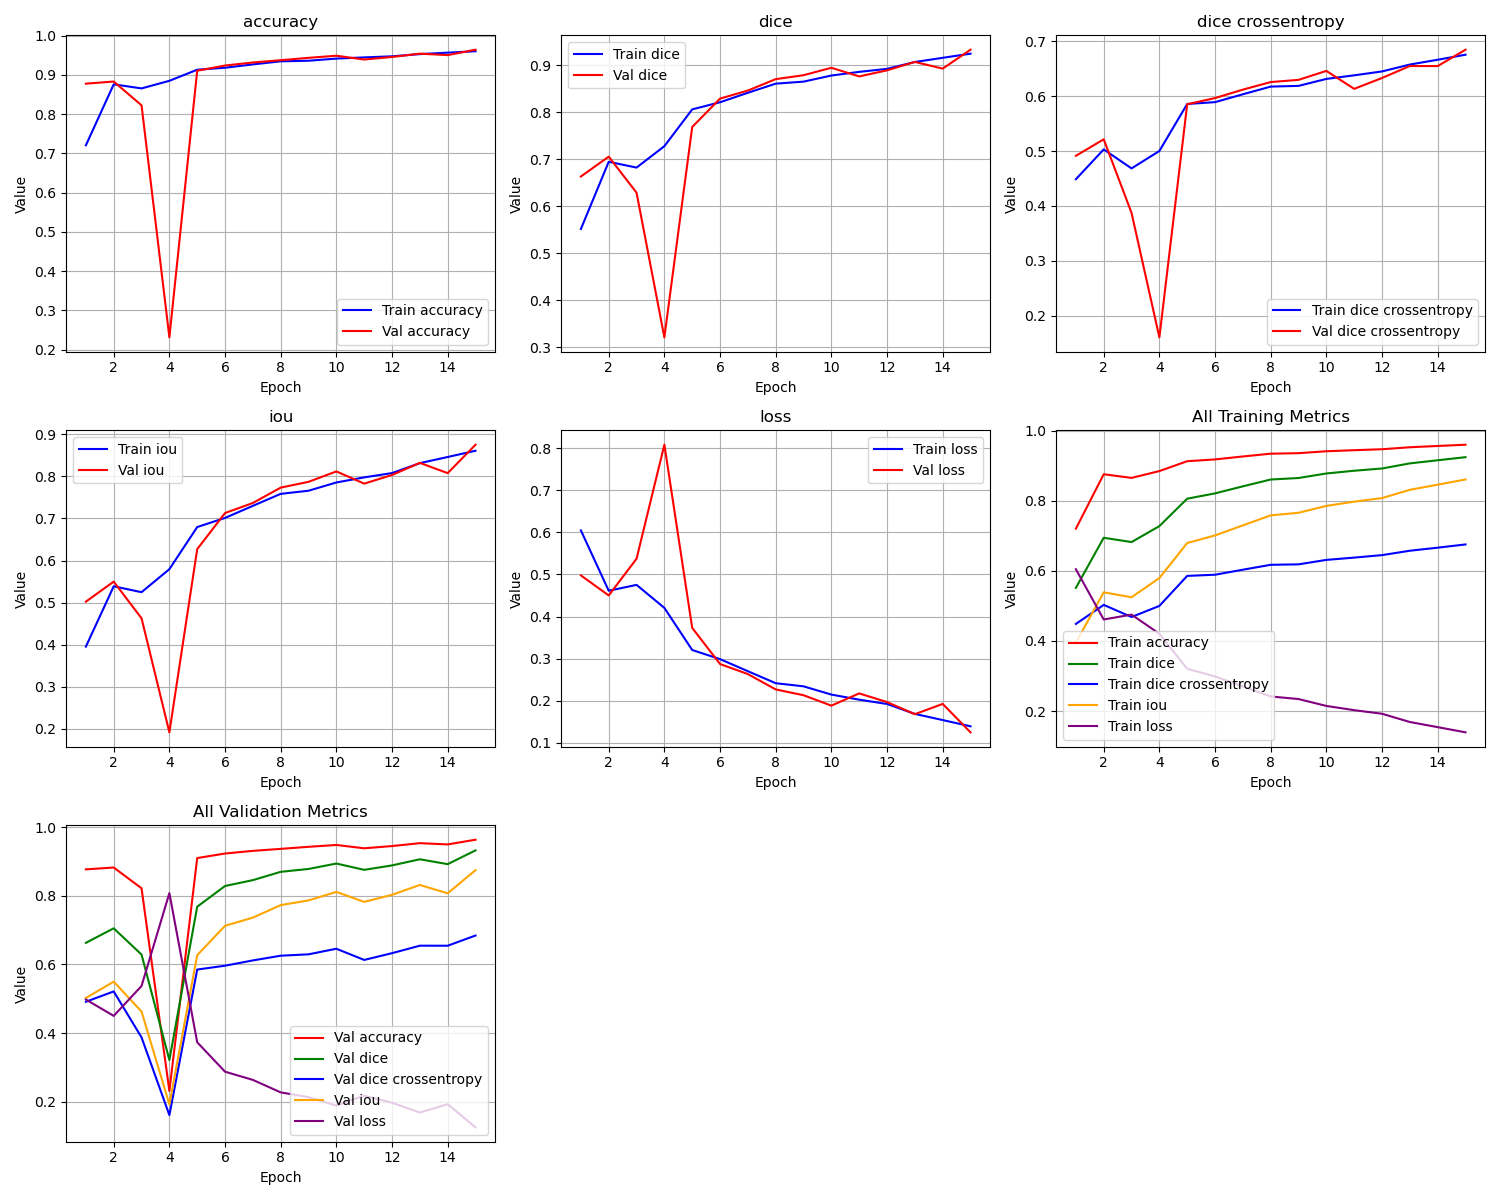 accuracy
1.0
0.9
0.8
0.7
0.6
0.5
0.4
0.3
0.2
Value
Train accuracy
Val accuracy
2 4 6 8 10 12 14
Epoch
dice
Train dice
Val dice
0.9
0.8
0.7
0.6
0.5
0.4
0.3
Value
2 4 6 8 10 12 14
Epoch
dice crossentropy
0.7
0.6
0.5
0.4
0.3
0.2
Value
Train dice crossentropy
Val dice crossentropy
2 4 6 8 10 12 14
Epoch
iou
Train iou
Val iou
0.9
0.8
0.7
0.6
0.5
0.4
0.3
0.2
Value
2 4 6 8 10 12 14
Epoch
loss
Train loss
Val loss
0.8
0.7
0.6
0.5
0.4
0.3
0.2
0.1
Value
2 4 6 8 10 12 14
Epoch
All Training Metrics
1.0
0.8
0.6
0.4
0.2
Value
Train accuracy
Train dice
Train dice crossentropy
Train iou
Train loss
2 4 6 8 10 12 14
Epoch
All Validation Metrics
1.0
0.8
0.6
0.4
0.2
Value
Val accuracy
Val dice
Val dice crossentropy
Val iou
Val loss
2 4 6 8 10 12 14
Epoch